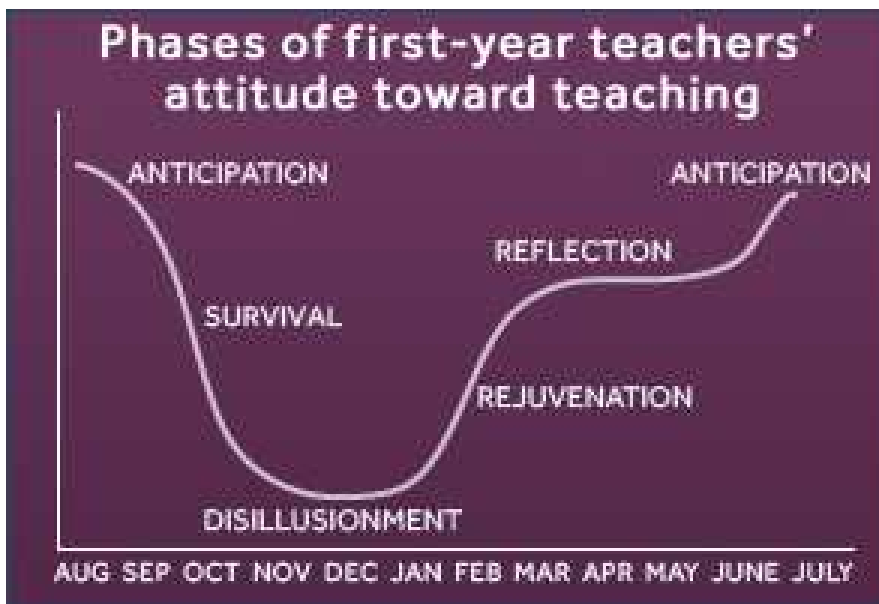 Phases of first-year teachers'
attitude toward teaching
ANTICIPATION
ANTICIPATION
REFLECTION
SURVIVAL
REJUVENATION
DISILLUSIONMENT
AUG SEP OCT NOV DEC JAN FEB MAR APR MAY JUNE JULY